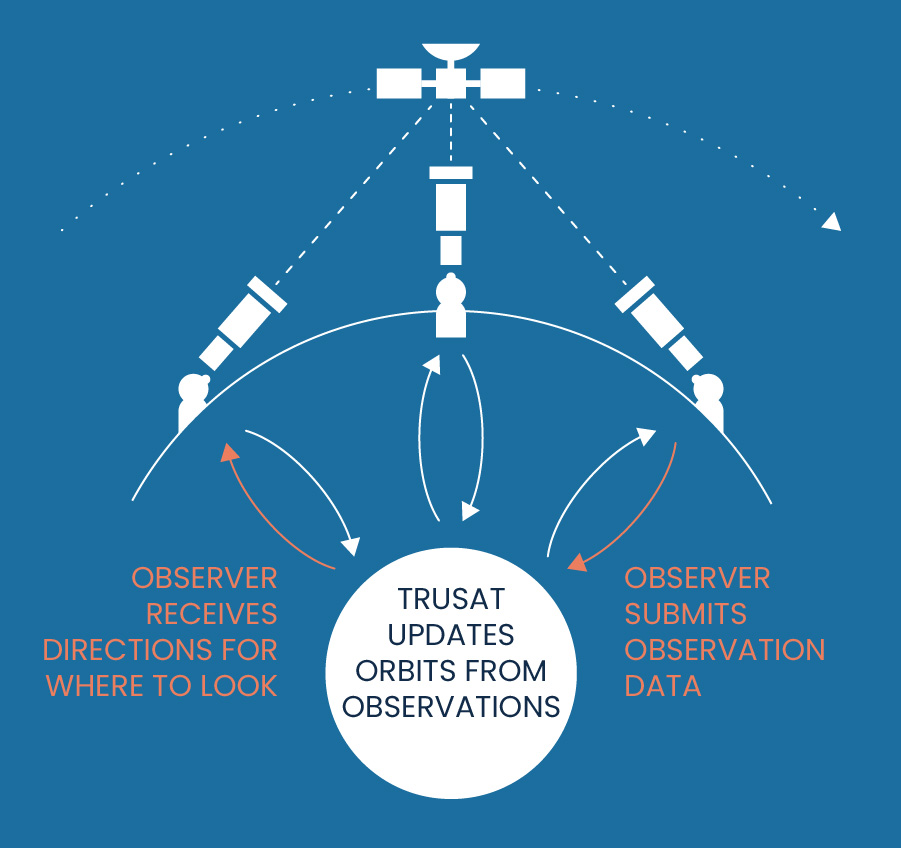 OBSERVER
RECEIVES
DIRECTIONS FOR
WHERE TO LOOK
TRUSAT
UPDATES
ORBITS FROM
OBSERVATIONS
OBSERVER
SUBMITS
OBSERVATION
DATA